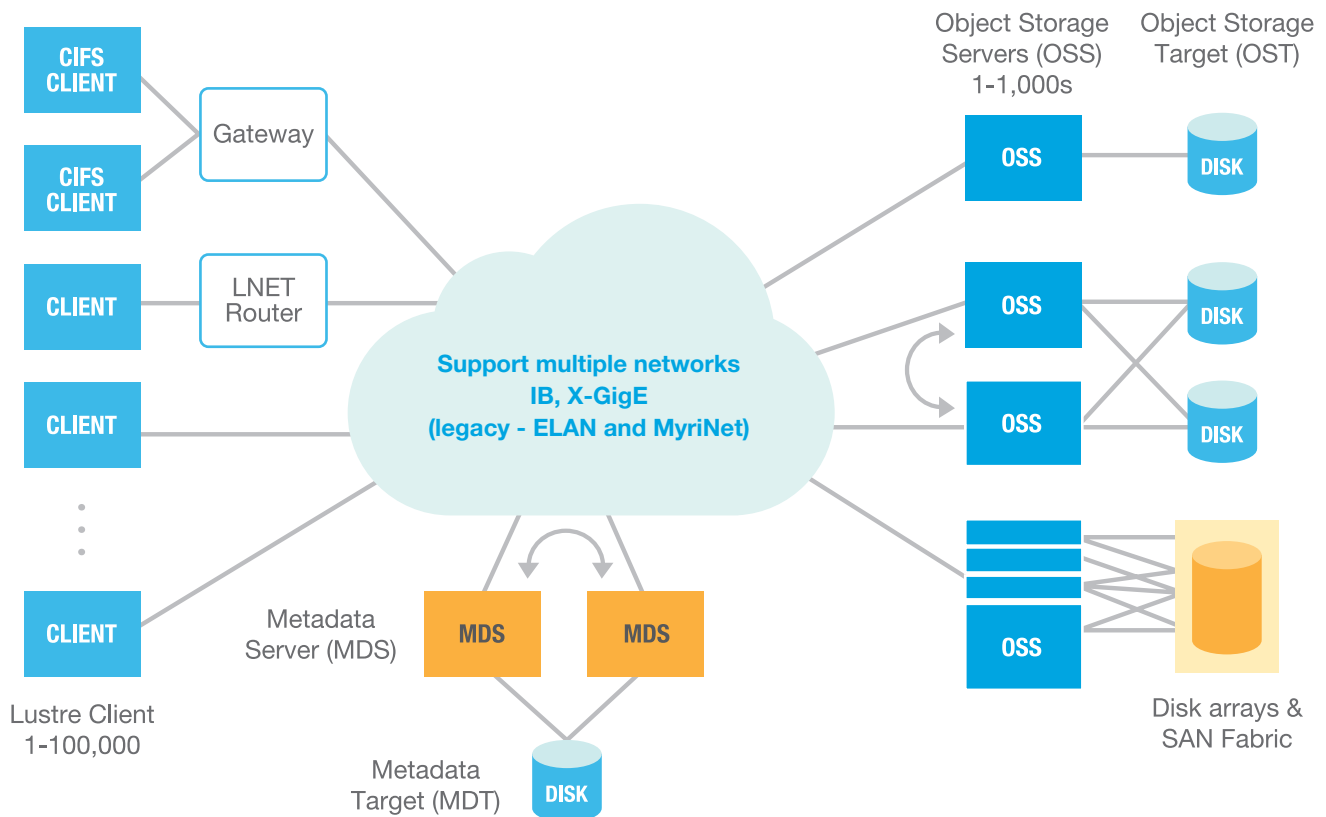 CIFS
CLIENT
CIFS
CLIENT
CLIENT
CLIENT
CLIENT
Lustre Client
1-100,000
Gateway
LNET
Router
Support multiple networks
IB, X-GigE
(legacy - ELAN and MyriNet)
Metadata
Server (MDS)
MDS
MDS
Metadata
Target (MDT)
DISK
Object Storage
Servers (OSS)
1-1,000s
OSS
OSS
OSS
OSS
Object Storage
Target (OST)
DISK
DISK
DISK
Disk arrays &
SAN Fabric